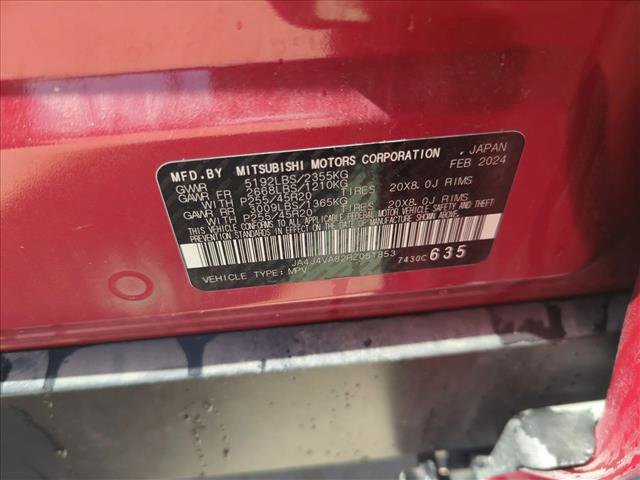 MFD.BY MITSUBISHI MOTORS CORPORATION , JAPAN
FEB 2024
GVWR 5192LBS/2355KG
GAWR FR 2668LBS/1210KG
WITH P255/45R20 TIRES 20X8.0J RIMS
GAWR RR 3009LBS/1365KG
WITH P255/45R20 TIRES 20X8.0J RIMS
THIS VEHICLE CONFORMS TO ALL APPLICABLE FEDERAL MOTOR VEHICLE SAFETY AND THEFT
PREVENTION STANDARDS IN EFFECT ON THE DATE OF MANUFACTURE SHOWN ABOVE.
JA4J4VA82RZ051853 7430C 635
VEHICLE TYPE: MPV